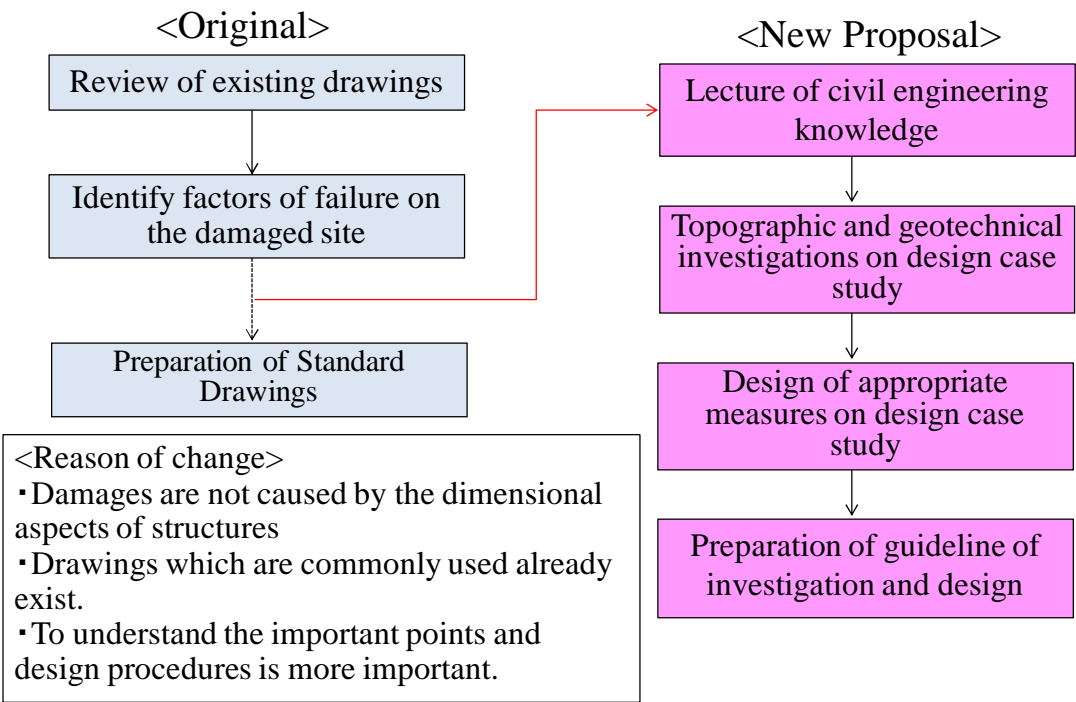 <Original>
Review of existing drawings
Identify factors of failure on
the damaged site
Preparation of Standard
Drawings
<Reason of change>
・Damages are not caused by the dimensional
aspects of structures
・Drawings which are commonly used already
exist.
・To understand the important points and
design procedures is more important.
<New Proposal>
Lecture of civil engineering
knowledge
Topographic and geotechnical
investigations on design case
study
Design of appropriate
measures on design case
study
Preparation of guideline of
investigation and design